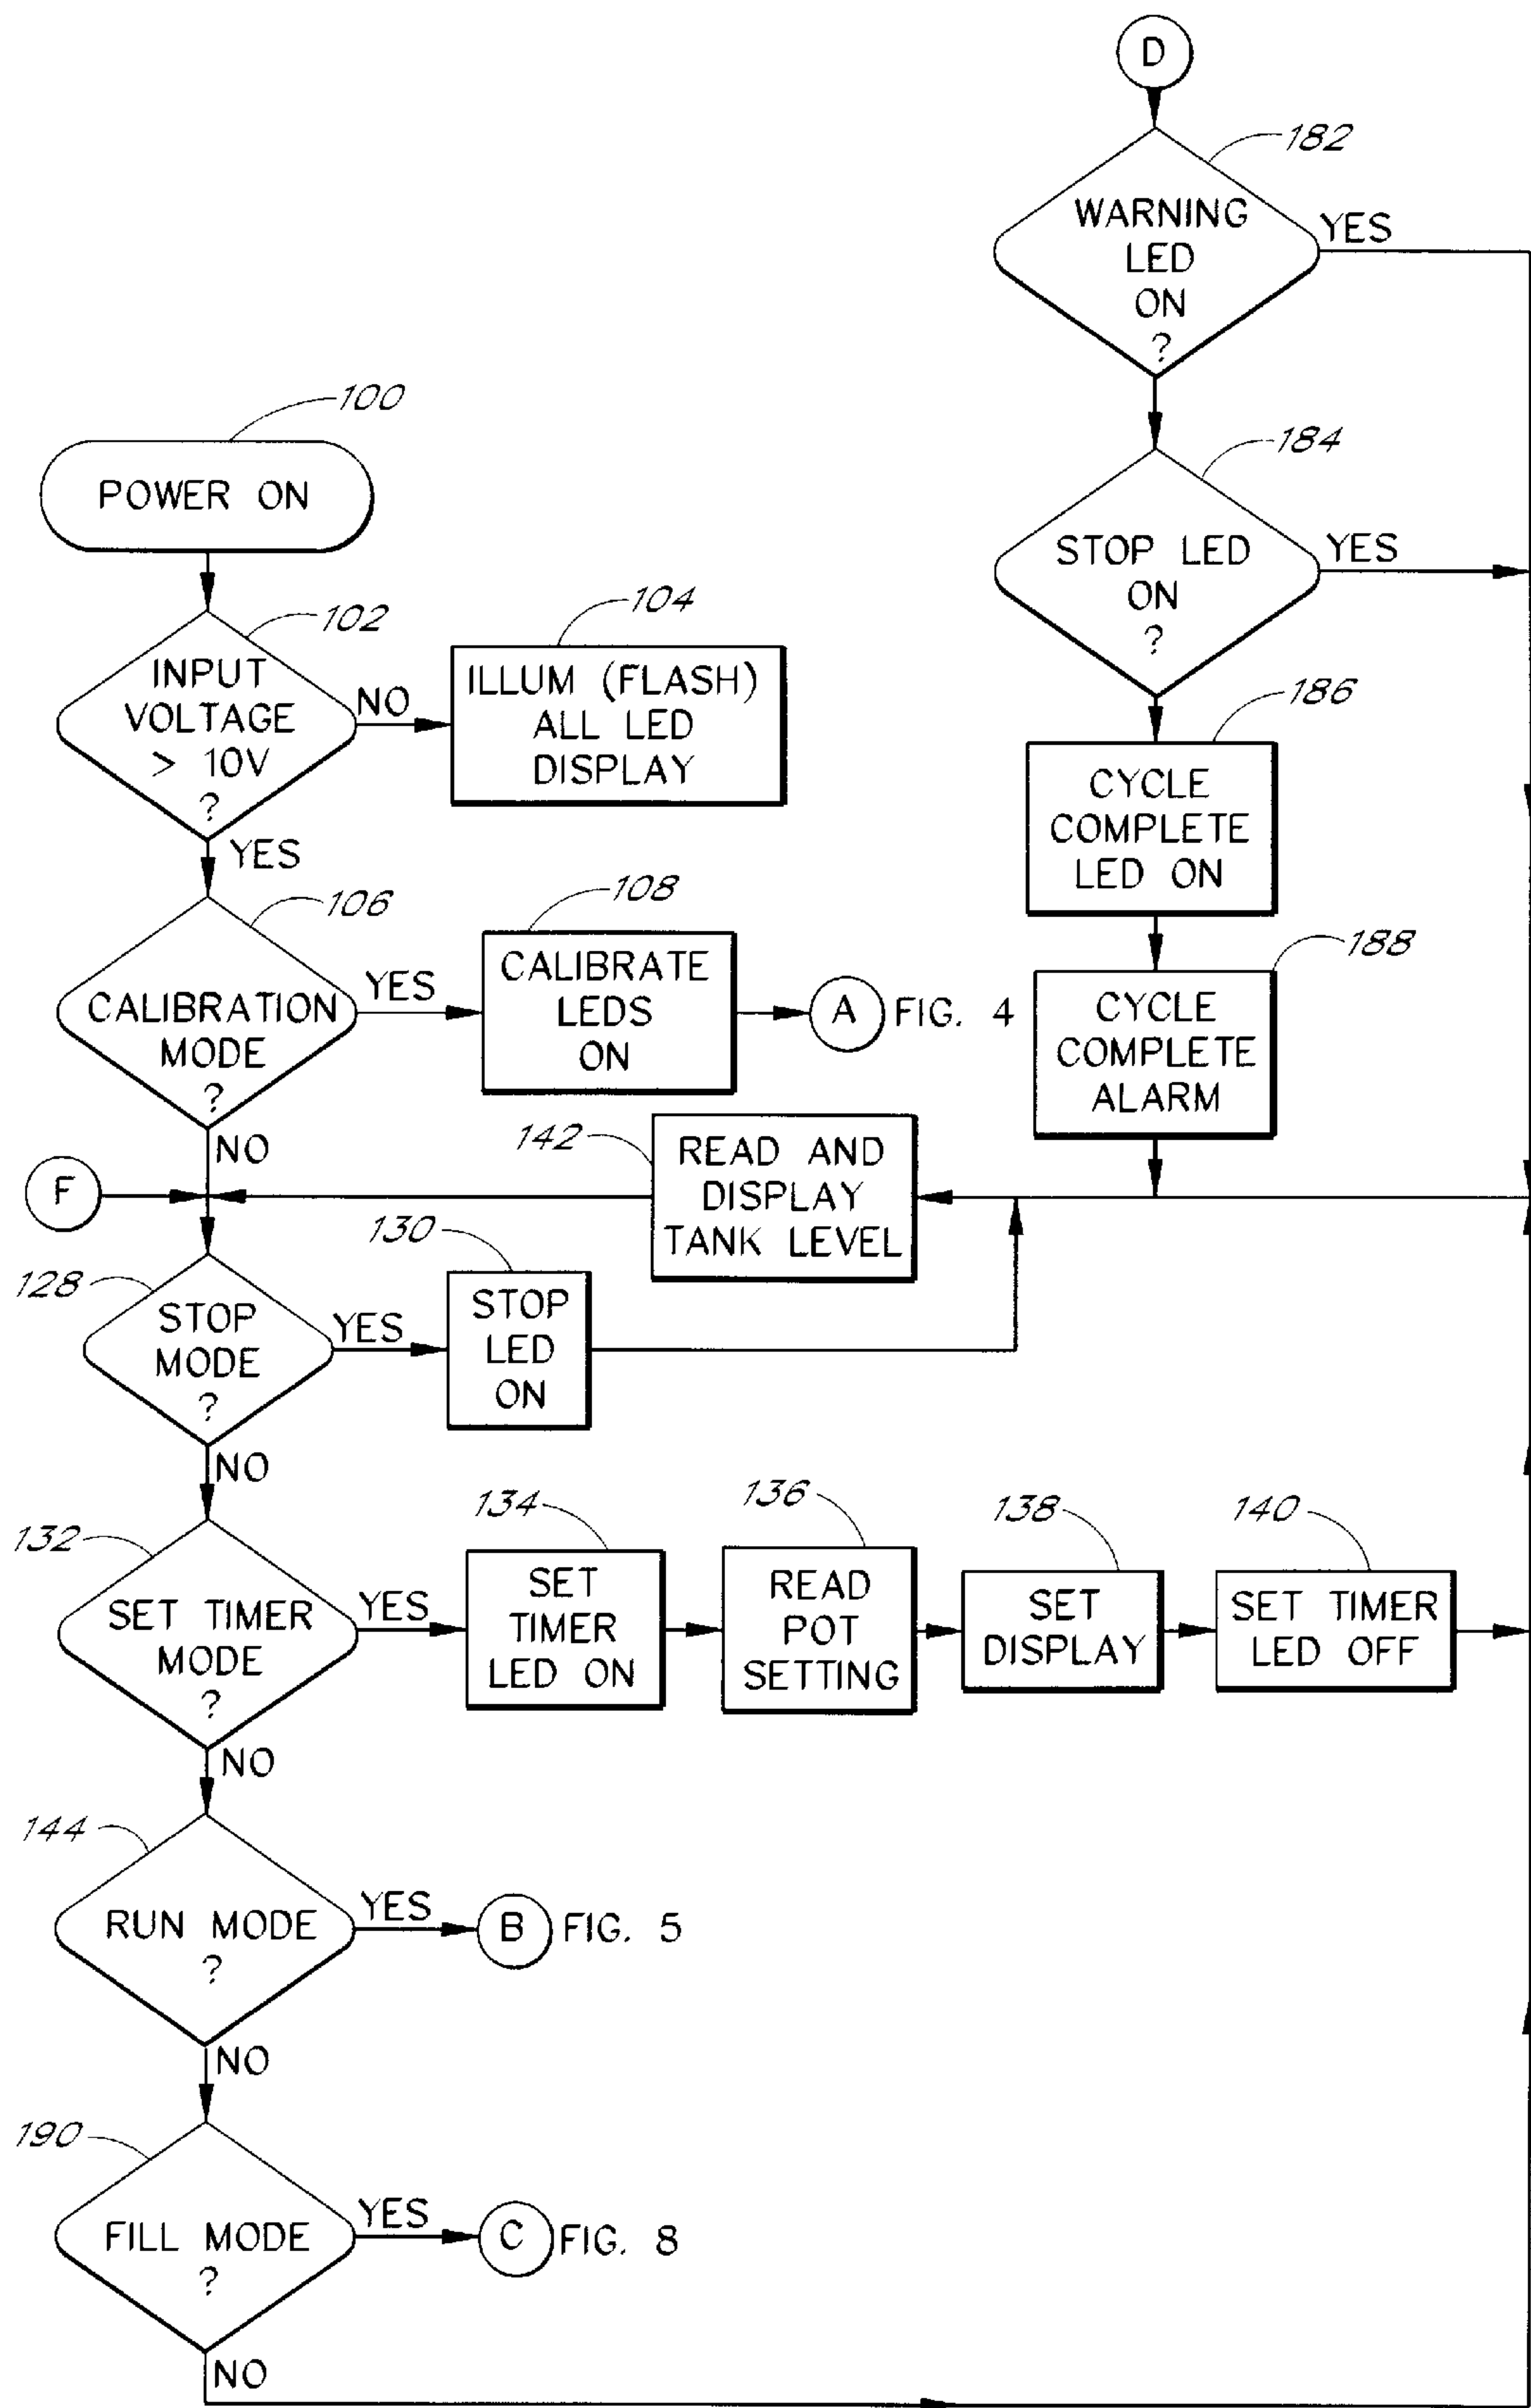 D
182
WARNING
LED
ON
?
YES
184
STOP LED
ON
?
YES
186
CYCLE
COMPLETE
LED ON
188
CYCLE
COMPLETE
ALARM
100
POWER ON
102
INPUT
VOLTAGE
> 10V
?
NO
104
ILLUM (FLASH)
ALL LED
DISPLAY
YES
106
CALIBRATION
MODE
?
YES
108
CALIBRATE
LEDS
ON
A FIG. 4
NO
F
142
READ AND
DISPLAY
TANK LEVEL
128
STOP
MODE
?
YES
130
STOP
LED
ON
NO
132
SET TIMER
MODE
?
YES
134
SET
TIMER
LED ON
136
READ
POT
SETTING
138
SET
DISPLAY
140
SET TIMER
LED OFF
NO
144
RUN MODE
?
YES
B FIG. 5
NO
190
FILL MODE
?
YES
C FIG. 8
NO